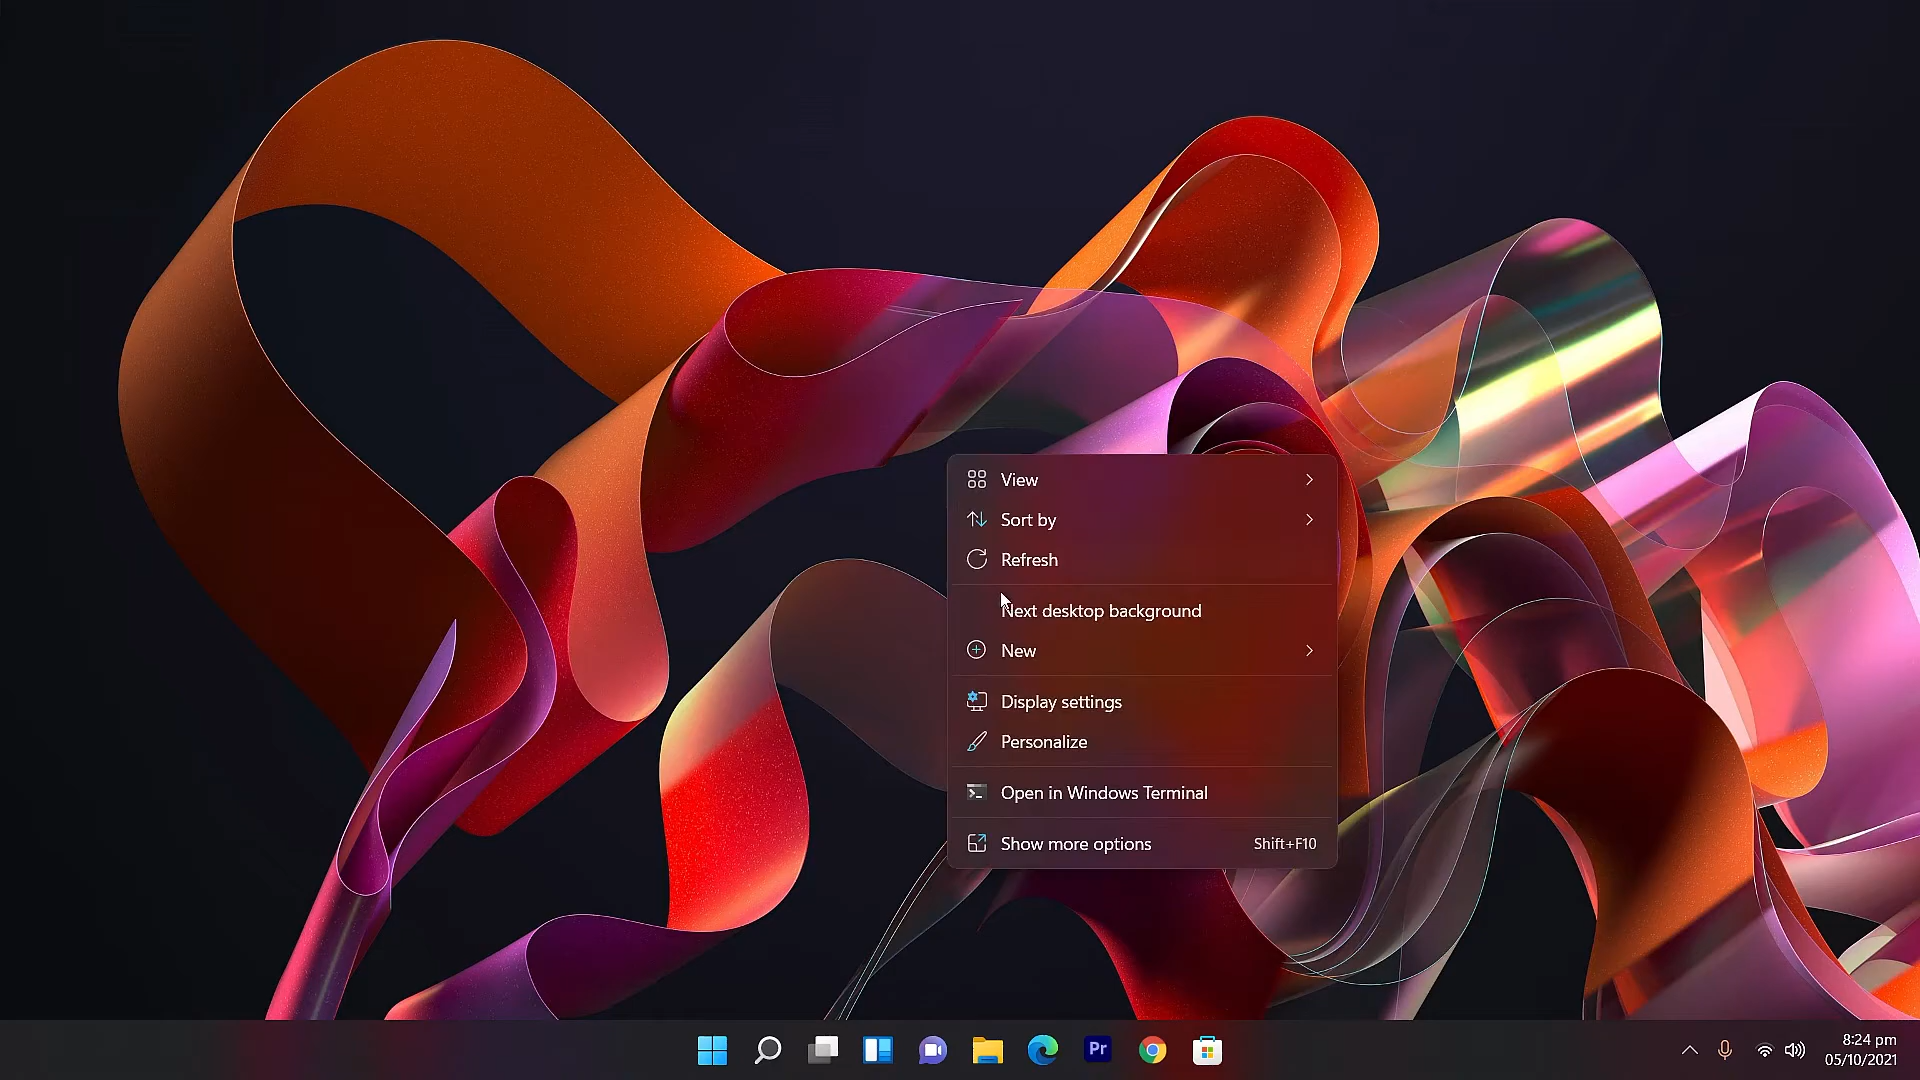 View
Sort by
Refresh
Next desktop background
New
Display settings
Personalize
Open in Windows Terminal
Show more options Shift+F10
Pr
8:24 pm
05/10/2021